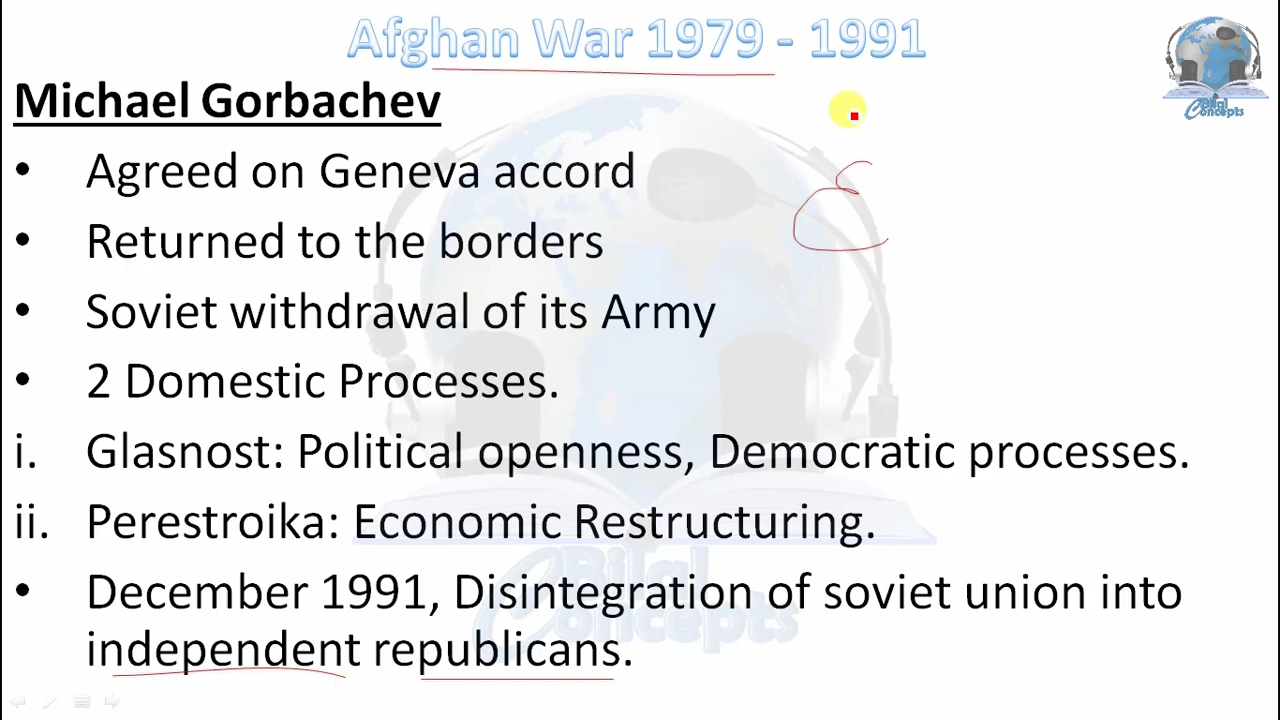 Afghan War 1979 - 1991
Bilal
Concepts
Michael Gorbachev
• Agreed on Geneva accord
• Returned to the borders
• Soviet withdrawal of its Army
• 2 Domestic Processes.
i. Glasnost: Political openness, Democratic processes.
ii. Perestroika: Economic Restructuring.
• December 1991, Disintegration of soviet union into
independent republicans.
Bilal
Concepts